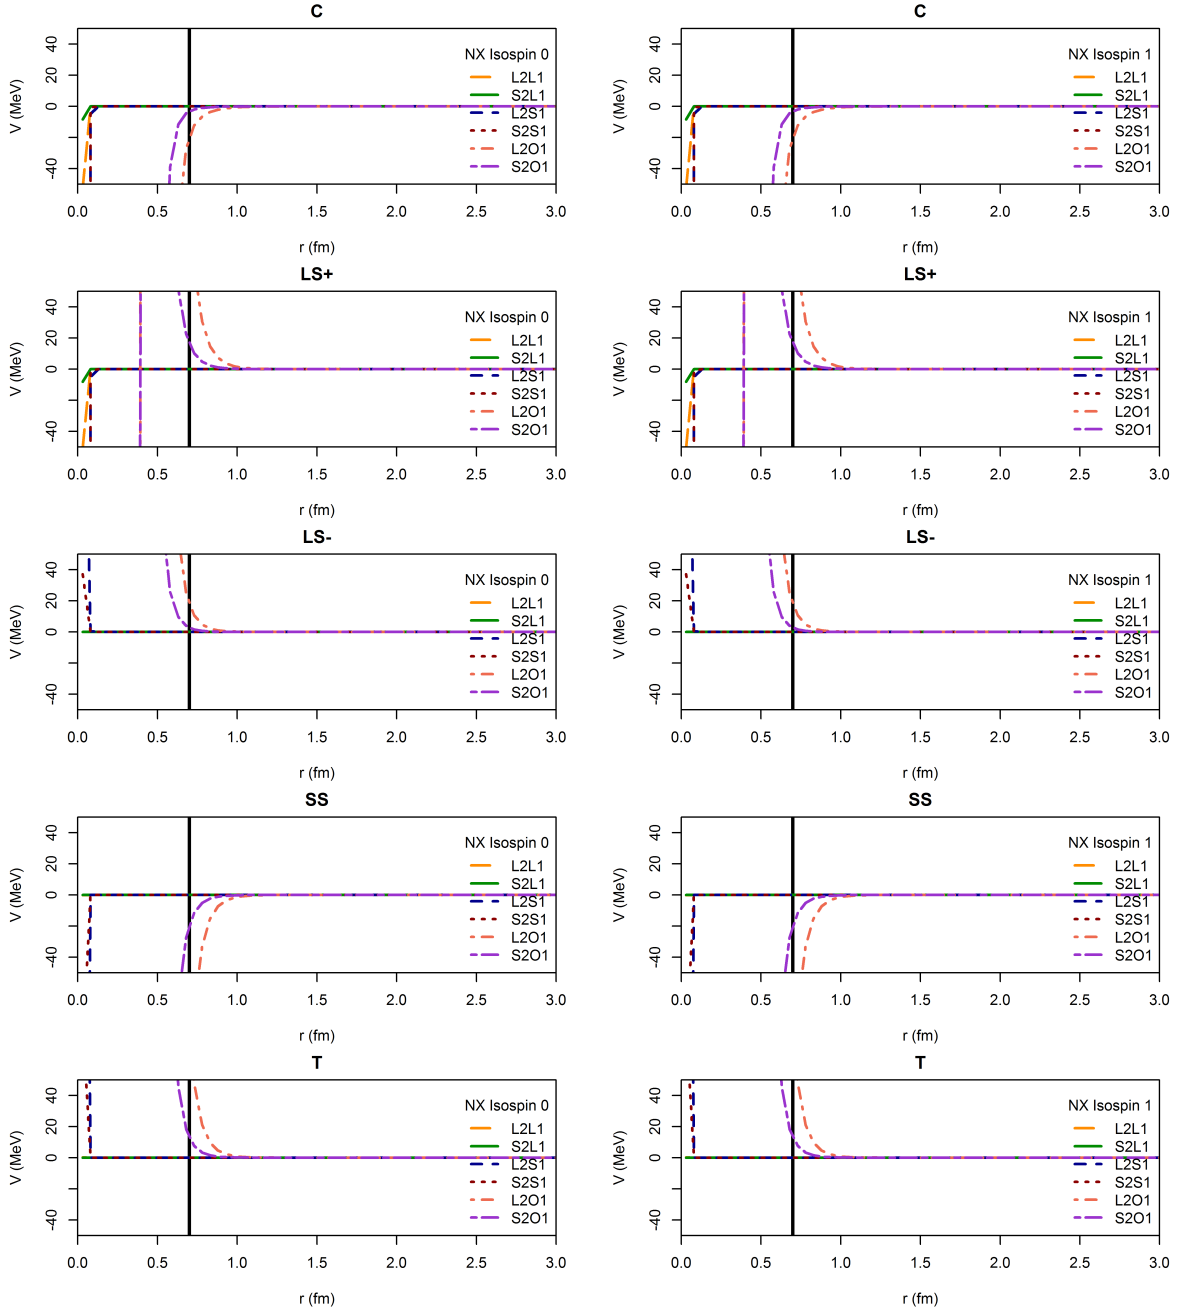 C
C
V (MeV)
40
20
0
-40
NX Isospin 0
L2L1
S2L1
L2S1
S2S1
L2O1
S2O1
0.0 0.5 1.0 1.5 2.0 2.5 3.0
r (fm)
V (MeV)
40
20
0
-40
NX Isospin 1
L2L1
S2L1
L2S1
S2S1
L2O1
S2O1
0.0 0.5 1.0 1.5 2.0 2.5 3.0
r (fm)
LS+
LS+
V (MeV)
40
20
0
-40
NX Isospin 0
L2L1
S2L1
L2S1
S2S1
L2O1
S2O1
0.0 0.5 1.0 1.5 2.0 2.5 3.0
r (fm)
V (MeV)
40
20
0
-40
NX Isospin 1
L2L1
S2L1
L2S1
S2S1
L2O1
S2O1
0.0 0.5 1.0 1.5 2.0 2.5 3.0
r (fm)
LS-
LS-
V (MeV)
40
20
0
-40
NX Isospin 0
L2L1
S2L1
L2S1
S2S1
L2O1
S2O1
0.0 0.5 1.0 1.5 2.0 2.5 3.0
r (fm)
V (MeV)
40
20
0
-40
NX Isospin 1
L2L1
S2L1
L2S1
S2S1
L2O1
S2O1
0.0 0.5 1.0 1.5 2.0 2.5 3.0
r (fm)
SS
SS
V (MeV)
40
20
0
-40
NX Isospin 0
L2L1
S2L1
L2S1
S2S1
L2O1
S2O1
0.0 0.5 1.0 1.5 2.0 2.5 3.0
r (fm)
V (MeV)
40
20
0
-40
NX Isospin 1
L2L1
S2L1
L2S1
S2S1
L2O1
S2O1
0.0 0.5 1.0 1.5 2.0 2.5 3.0
r (fm)
T
T
V (MeV)
40
20
0
-40
NX Isospin 0
L2L1
S2L1
L2S1
S2S1
L2O1
S2O1
0.0 0.5 1.0 1.5 2.0 2.5 3.0
r (fm)
V (MeV)
40
20
0
-40
NX Isospin 1
L2L1
S2L1
L2S1
S2S1
L2O1
S2O1
0.0 0.5 1.0 1.5 2.0 2.5 3.0
r (fm)